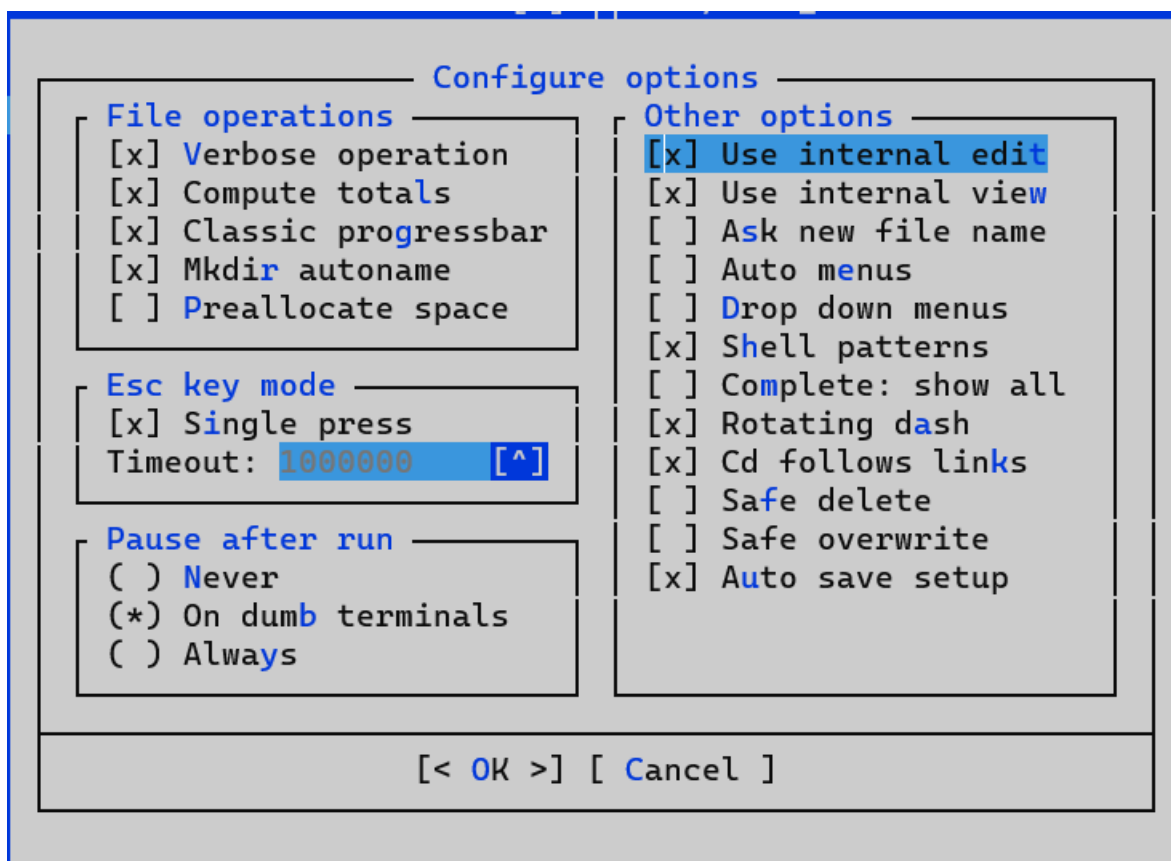 Configure options
File operations
[x] Verbose operation
[x] Compute totals
[x] Classic progressbar
[x] Mkdir autoname
[ ] Preallocate space
Esc key mode
[x] Single press
Timeout: 1000000 [^]
Pause after run
( ) Never
(*) On dumb terminals
( ) Always
Other options
[x] Use internal edit
[x] Use internal view
[ ] Ask new file name
[ ] Auto menus
[ ] Drop down menus
[x] Shell patterns
[ ] Complete: show all
[x] Rotating dash
[x] Cd follows links
[ ] Safe delete
[ ] Safe overwrite
[x] Auto save setup
[< OK >] [ Cancel ]